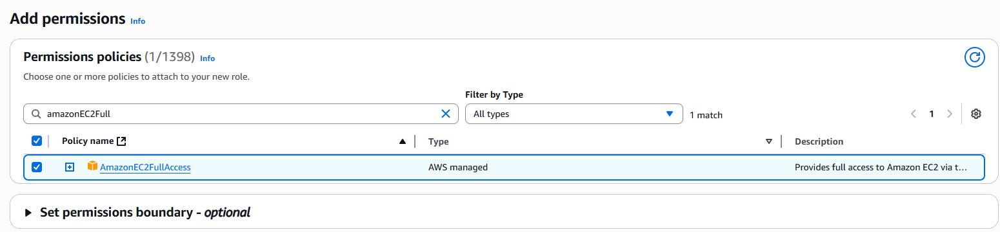 Add permissions Info
Permissions policies (1/1398) Info
Choose one or more policies to attach to your new role.
Filter by Type
amazonEC2Full All types 1 match 1
Policy name Type Description
AmazonEC2FullAccess AWS managed Provides full access to Amazon EC2 via t...
Set permissions boundary - optional